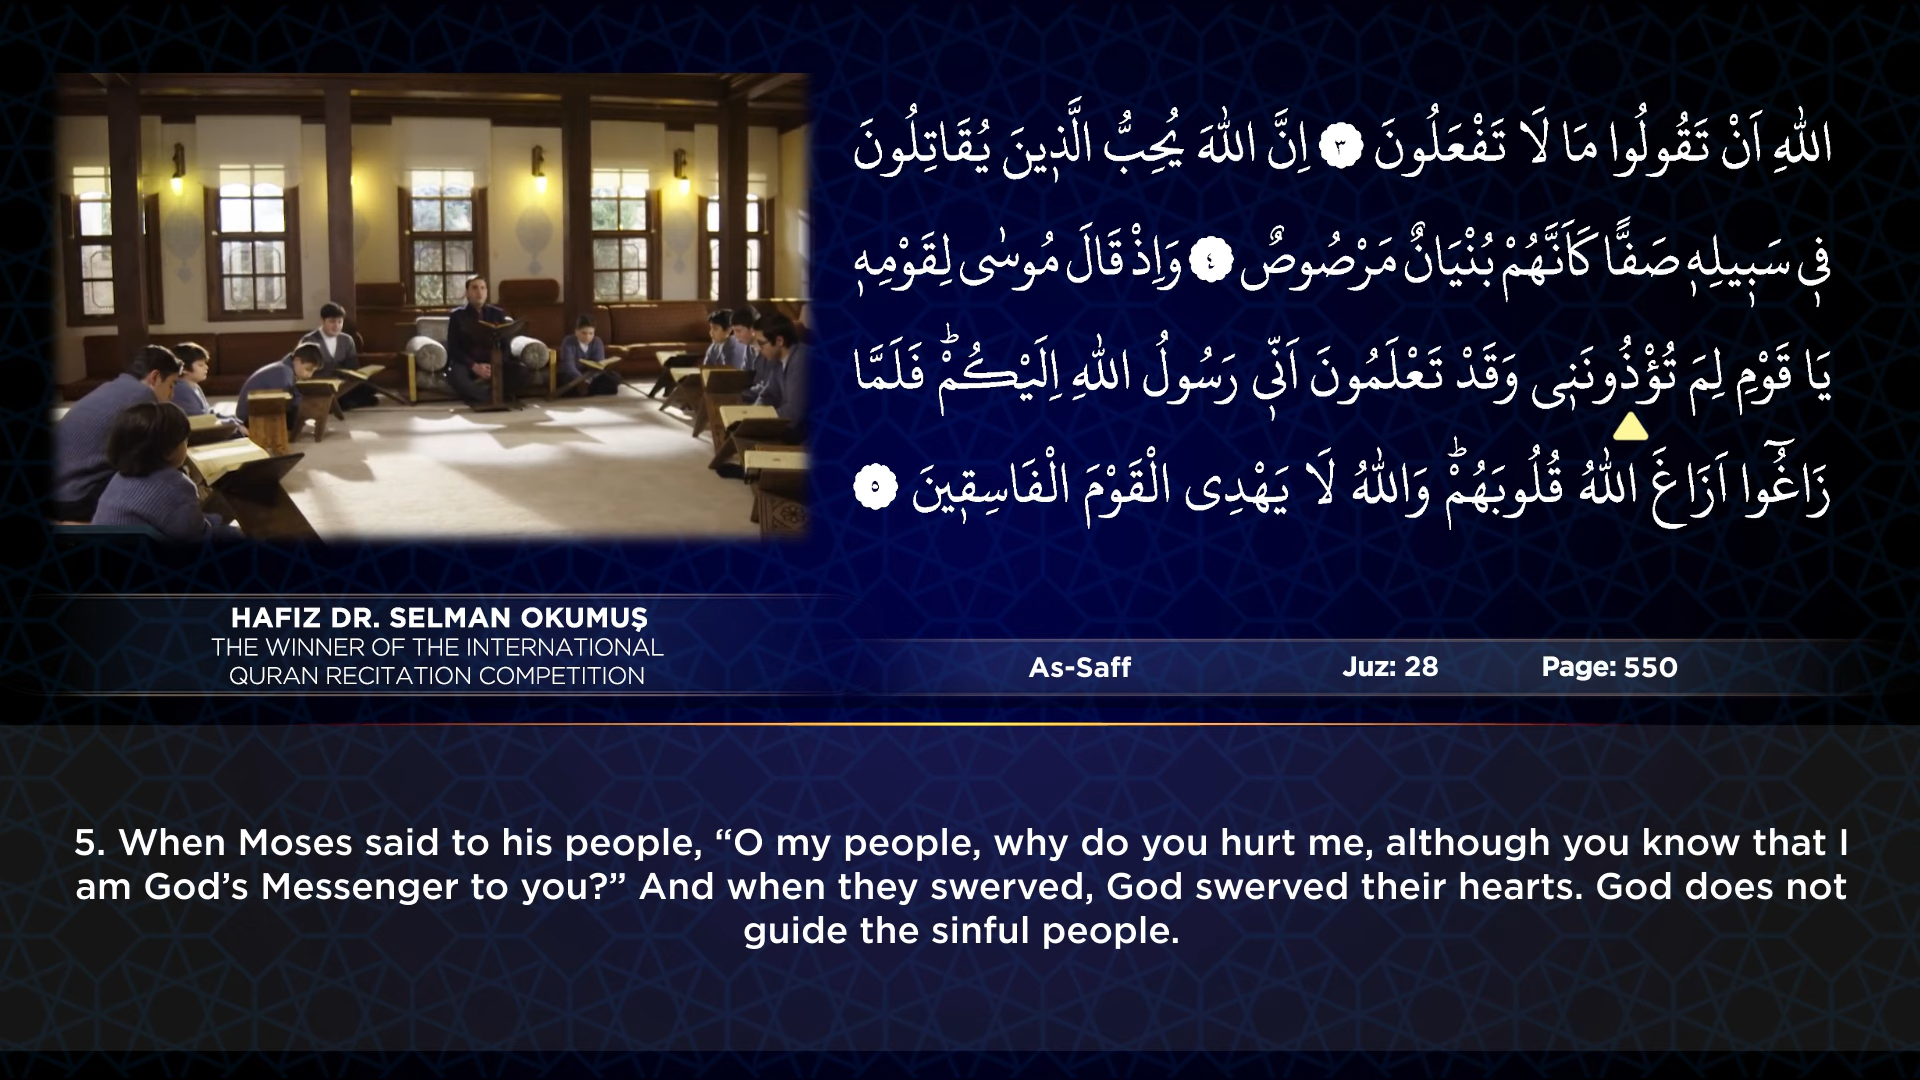 اللّٰهِ اَنْ تَقُولُوا مَا لَا تَفْعَلُونَ ٣ اِنَّ اللّٰهَ يُحِبُّ الَّذ۪ينَ يُقَاتِلُونَ
ف۪ي سَب۪يلِه۪ صَفًّا كَاَنَّهُمْ بُنْيَانٌ مَرْصُوصٌ ٤ وَاِذْ قَالَ مُوسٰى لِقَوْمِه۪
يَا قَوْمِ لِمَ تُؤْذُونَن۪ى وَقَدْ تَعْلَمُونَ اَنّ۪ي رَسُولُ اللّٰهِ اِلَيْكُمْۜ فَلَمَّا
زَاغُٓوا اَزَاغَ اللّٰهُ قُلُوبَهُمْۜ وَاللّٰهُ لَا يَهْدِى الْقَوْمَ الْفَاسِق۪ينَ ٥
HAFIZ DR. SELMAN OKUMUŞ
THE WINNER OF THE INTERNATIONAL
QURAN RECITATION COMPETITION
As-Saff Juz: 28 Page: 550
5. When Moses said to his people, “O my people, why do you hurt me, although you know that I
am God’s Messenger to you?” And when they swerved, God swerved their hearts. God does not
guide the sinful people.